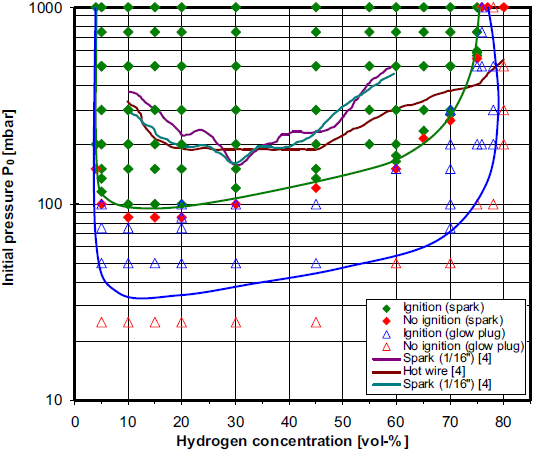 Initial pressure P0 [mbar]
1000
100
10
0 10 20 30 40 50 60 70 80
Hydrogen concentration [vol-%]
Ignition (spark)
No ignition (spark)
Ignition (glow plug)
No ignition (glow plug)
Spark (1/16") [4]
Hot wire [4]
Spark (1/16") [4]